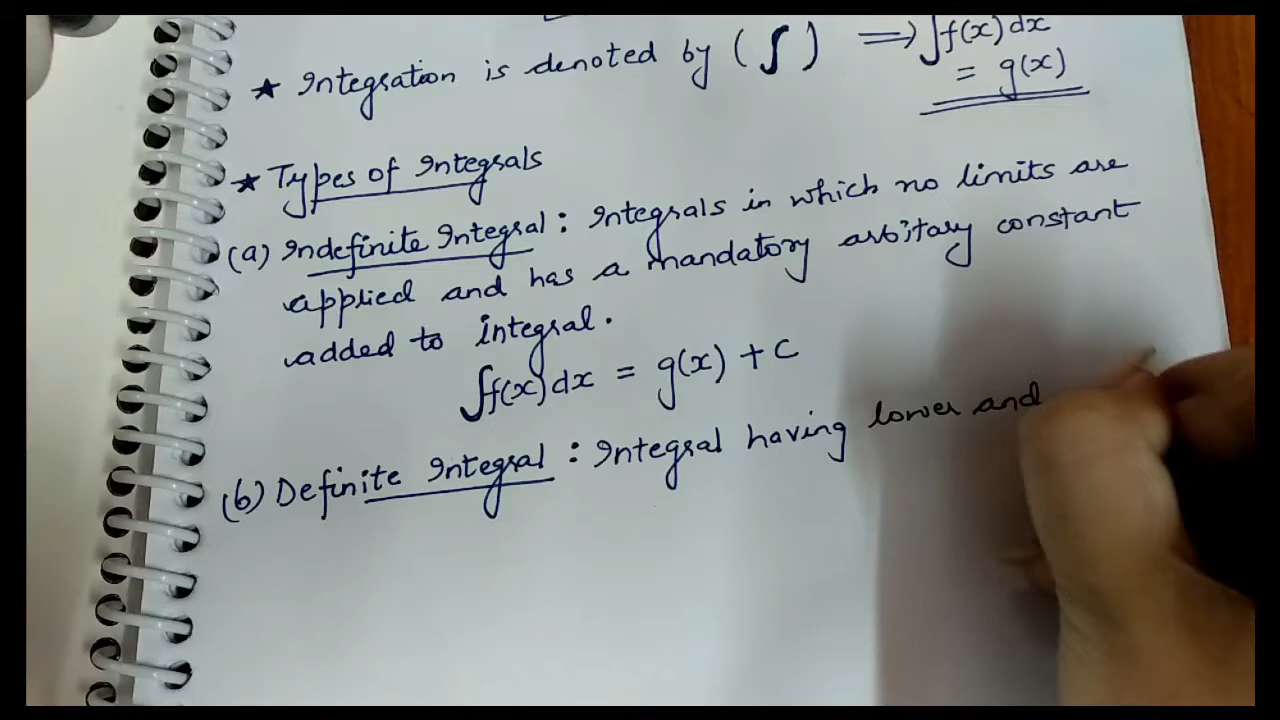 ★ Integration is denoted by (∫) ⟹ ∫f(x)dx
= g(x)
★ Types of Integrals
(a) Indefinite Integral : Integrals in which no limits are
applied and has a mandatory arbitary constant
added to integral.
∫f(x)dx = g(x) + C
(b) Definite Integral : Integral having lower and